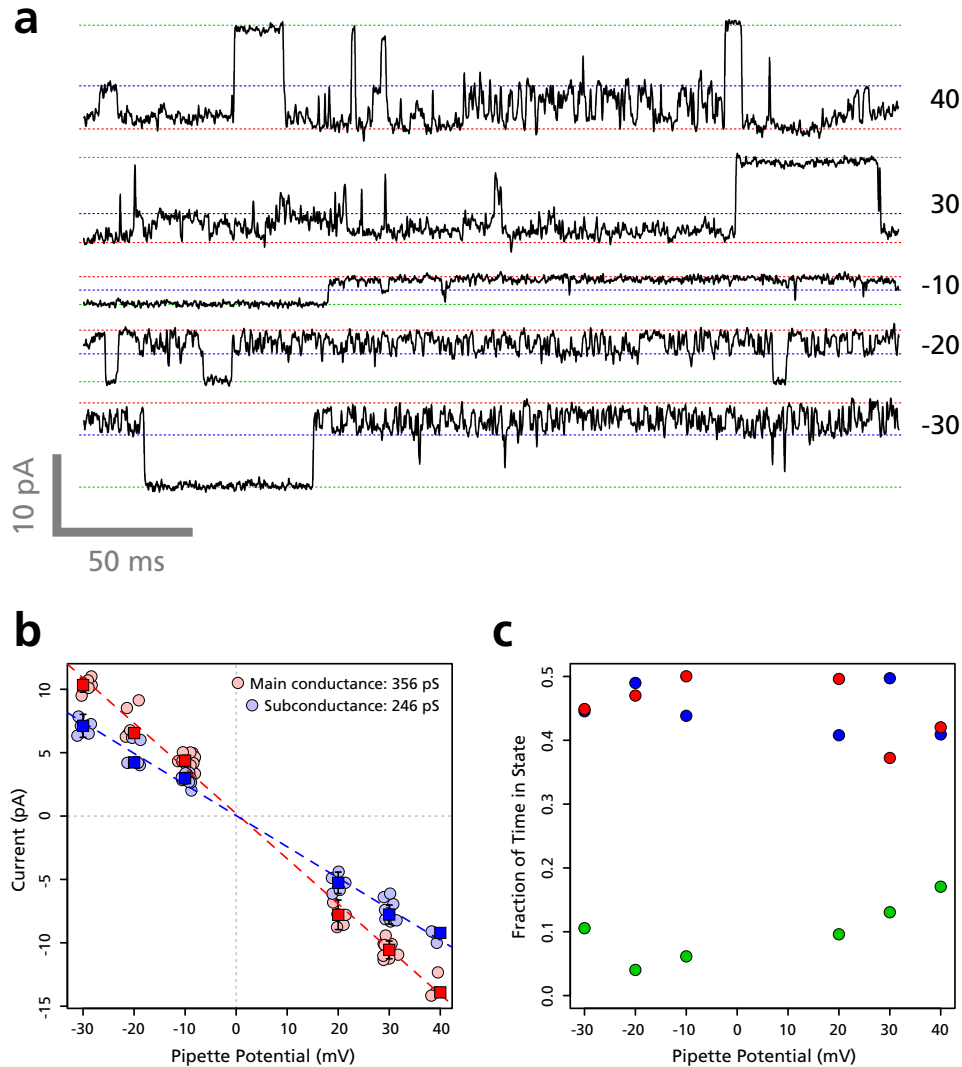 a
40
30
-10
-20
-30
10 pA
50 ms
b
Main conductance: 356 pS
Subconductance: 246 pS
10
5
0
-5
-10
-15
Current (pA)
-30 -20 -10 0 10 20 30 40
Pipette Potential (mV)
c
0.5
0.4
0.3
0.2
0.1
0.0
Fraction of Time in State
-30 -20 -10 0 10 20 30 40
Pipette Potential (mV)